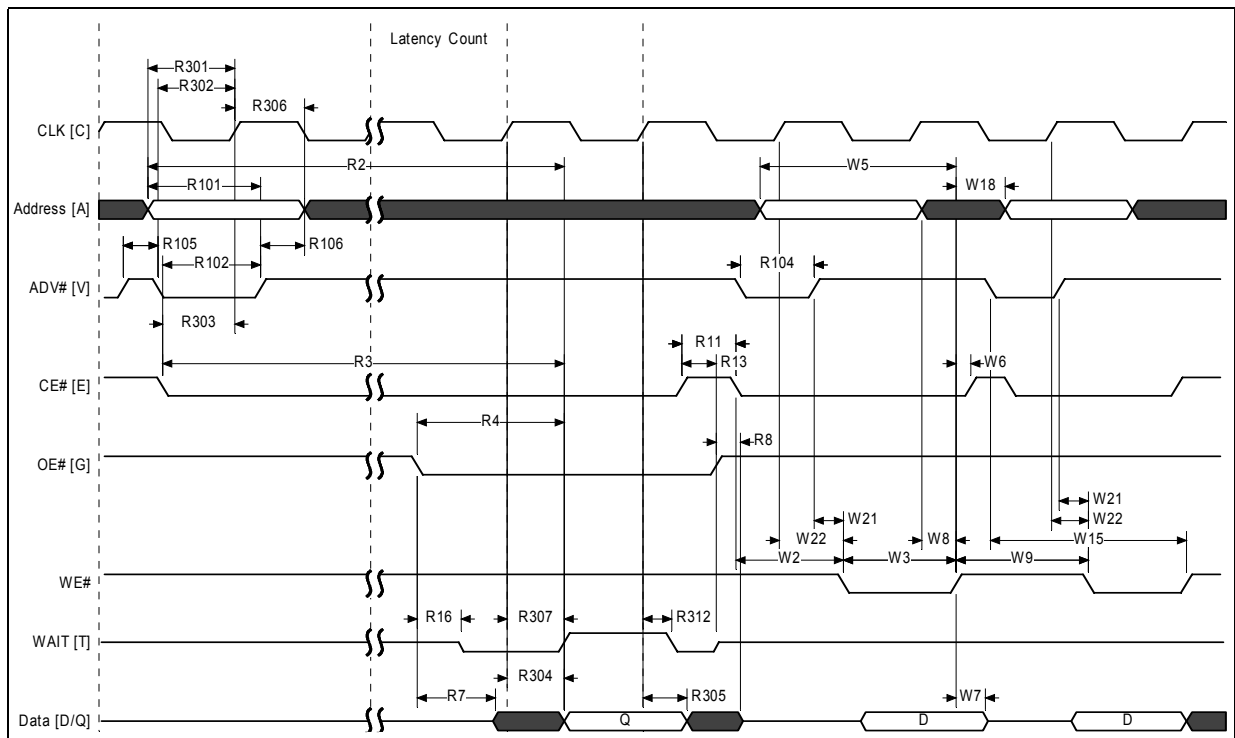 Latency Count
R301
R302
R306
CLK [C]
R2
W5
R101
W18
Address [A]
R105
R106
R102
R104
ADV# [V]
R303
R11
R3
R13
W6
CE# [E]
R4
R8
OE# [G]
W21
W21
W22
W22
W8
W15
W2
W3
W9
WE#
R16
R307
R312
WAIT [T]
R304
R7
R305
W7
Data [D/Q]
Q
D
D